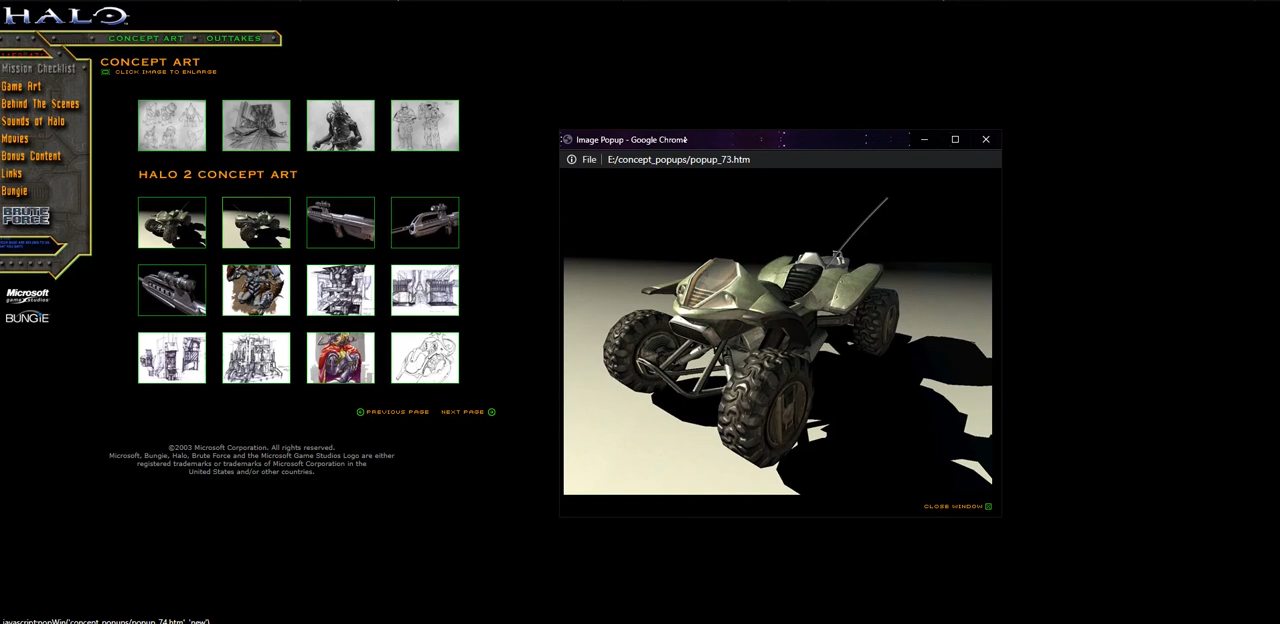 HALO
CONCEPT ART OUTTAKES
CONCEPT ART
CLICK IMAGE TO ENLARGE
Mission Checklist
Game Art
Behind The Scenes
Sounds of Halo
Movies
Bonus Content
Links
Bungie
BRUTE FORCE
Microsoft
game studios
BUNGIE
HALO 2 CONCEPT ART
PREVIOUS PAGE NEXT PAGE
©2003 Microsoft Corporation. All rights reserved.
Microsoft, Bungie, Halo, Brute Force and the Microsoft Game Studios Logo are either
registered trademarks or trademarks of Microsoft Corporation in the
United States and/or other countries.
Image Popup - Google Chrome
File E:/concept_popups/popup_73.htm
CLOSE WINDOW
javascript:popWin('concept_popups/popup_74.htm', 'new')